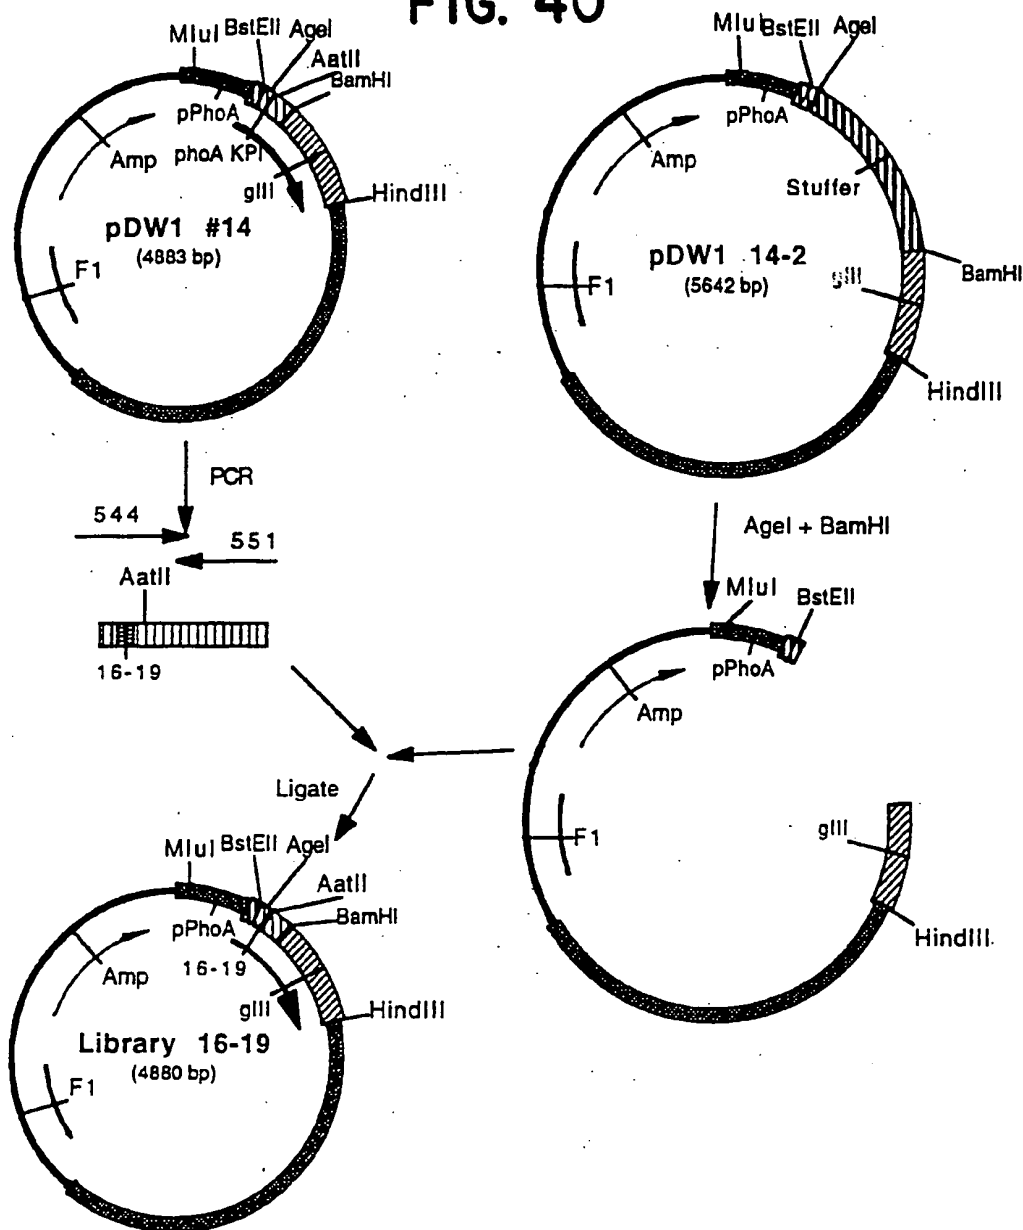 FIG. 40
MluI BstEII AgeI
AatII
BamHI
pPhoA
phoA KPI
Amp
gIII
HindIII
pDW1 #14
(4883 bp)
F1
MluI BstEII AgeI
pPhoA
Amp
Stuffer
pDW1 14-2
(5642 bp)
gIII
BamHI
F1
HindIII
PCR
544
551
AatII
16-19
AgeI + BamHI
MluI
BstEII
pPhoA
Amp
F1
gIII
HindIII
Ligate
MluI BstEII AgeI
AatII
BamHI
pPhoA
16-19
Amp
gIII
HindIII
Library 16-19
(4880 bp)
F1